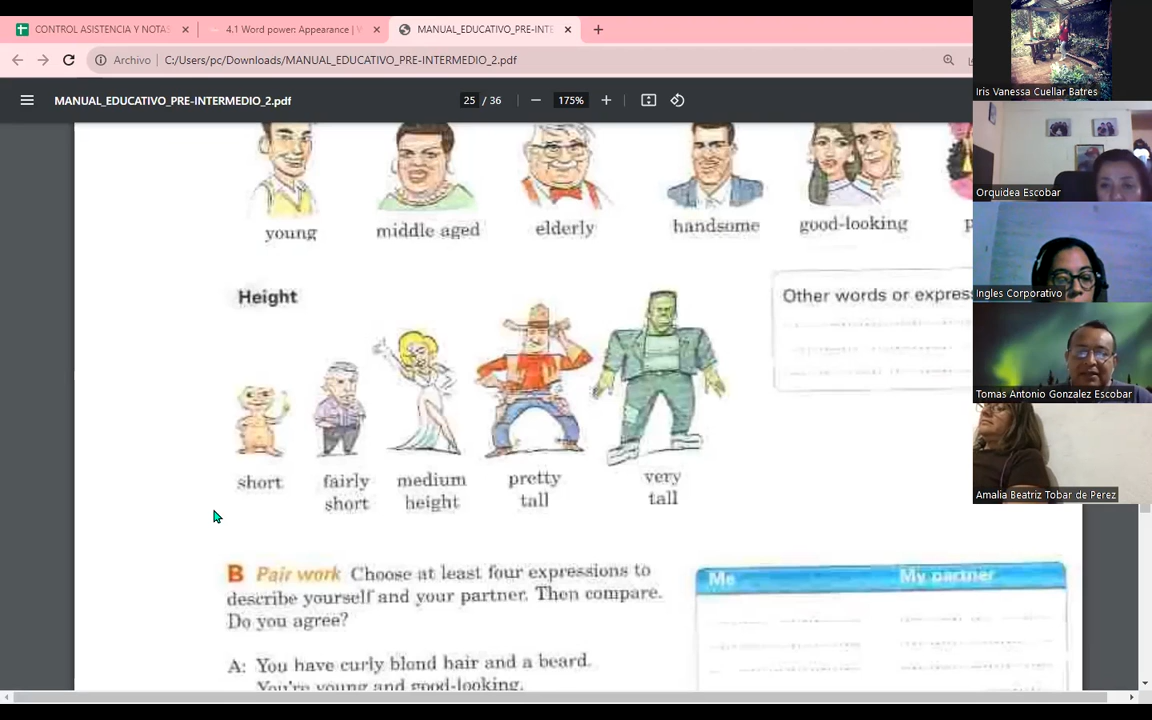 CONTROL ASISTENCIA Y NOTAS
4.1 Word power: Appearance |
MANUAL_EDUCATIVO_PRE-INTE
Archivo
C:/Users/pc/Downloads/MANUAL_EDUCATIVO_PRE-INTERMEDIO_2.pdf
MANUAL_EDUCATIVO_PRE-INTERMEDIO_2.pdf
25 / 36
175%
Iris Vanessa Cuellar Batres
Orquidea Escobar
Ingles Corporativo
Tomas Antonio Gonzalez Escobar
Amalia Beatriz Tobar de Perez
young
middle aged
elderly
handsome
good-looking
Height
Other words or expres
short
fairly
short
medium
height
pretty
tall
very
tall
B Pair work Choose at least four expressions to
describe yourself and your partner. Then compare.
Do you agree?
Me
My partner
A: You have curly blond hair and a beard.
You're young and good-looking.